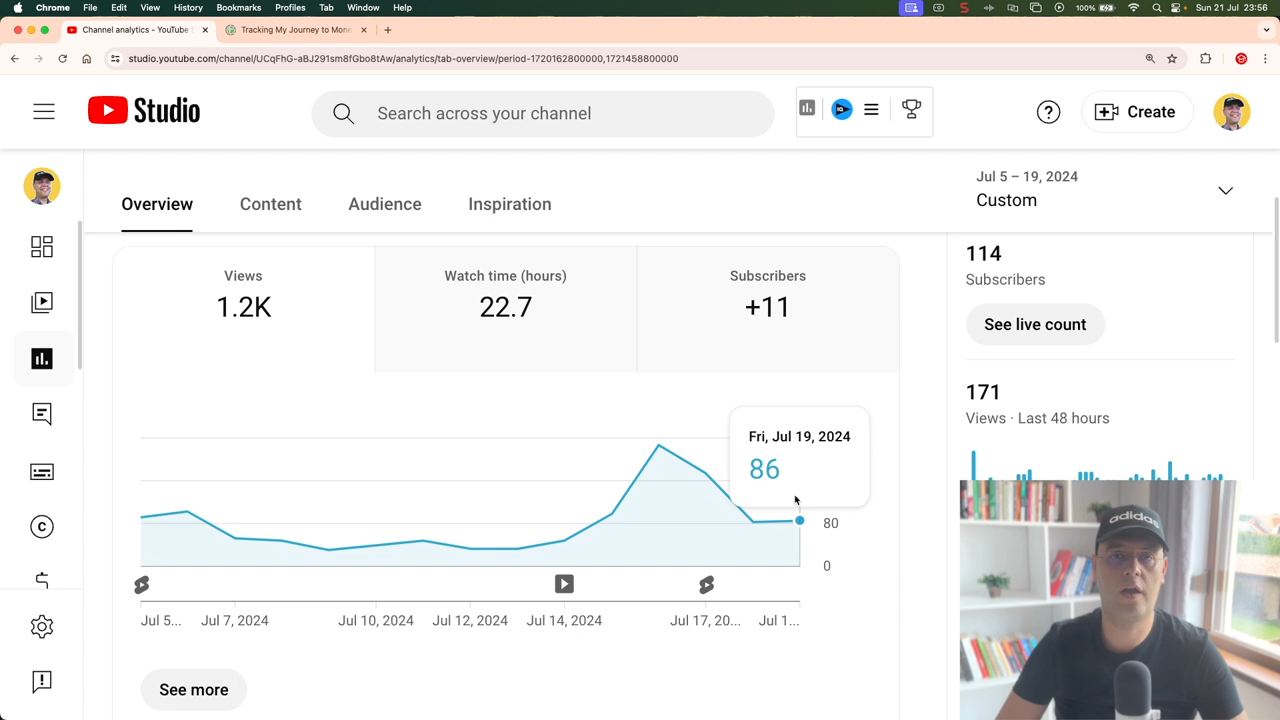 Chrome File Edit View History Bookmarks Profiles Tab Window Help 100% Sun 21 Jul 23:56
Channel analytics - YouTube Tracking My Journey to Mone
studio.youtube.com/channel/UCqFhG-aBJ291sm8fGbo8tAw/analytics/tab-overview/period-1720162800000,1721458800000
Studio
Search across your channel
Create
Overview Content Audience Inspiration
Jul 5 – 19, 2024
Custom
Views
1.2K
Watch time (hours)
22.7
Subscribers
+11
114
Subscribers
See live count
171
Views · Last 48 hours
Fri, Jul 19, 2024
86
80
0
Jul 5... Jul 7, 2024 Jul 10, 2024 Jul 12, 2024 Jul 14, 2024 Jul 17, 20... Jul 1...
See more
adidas